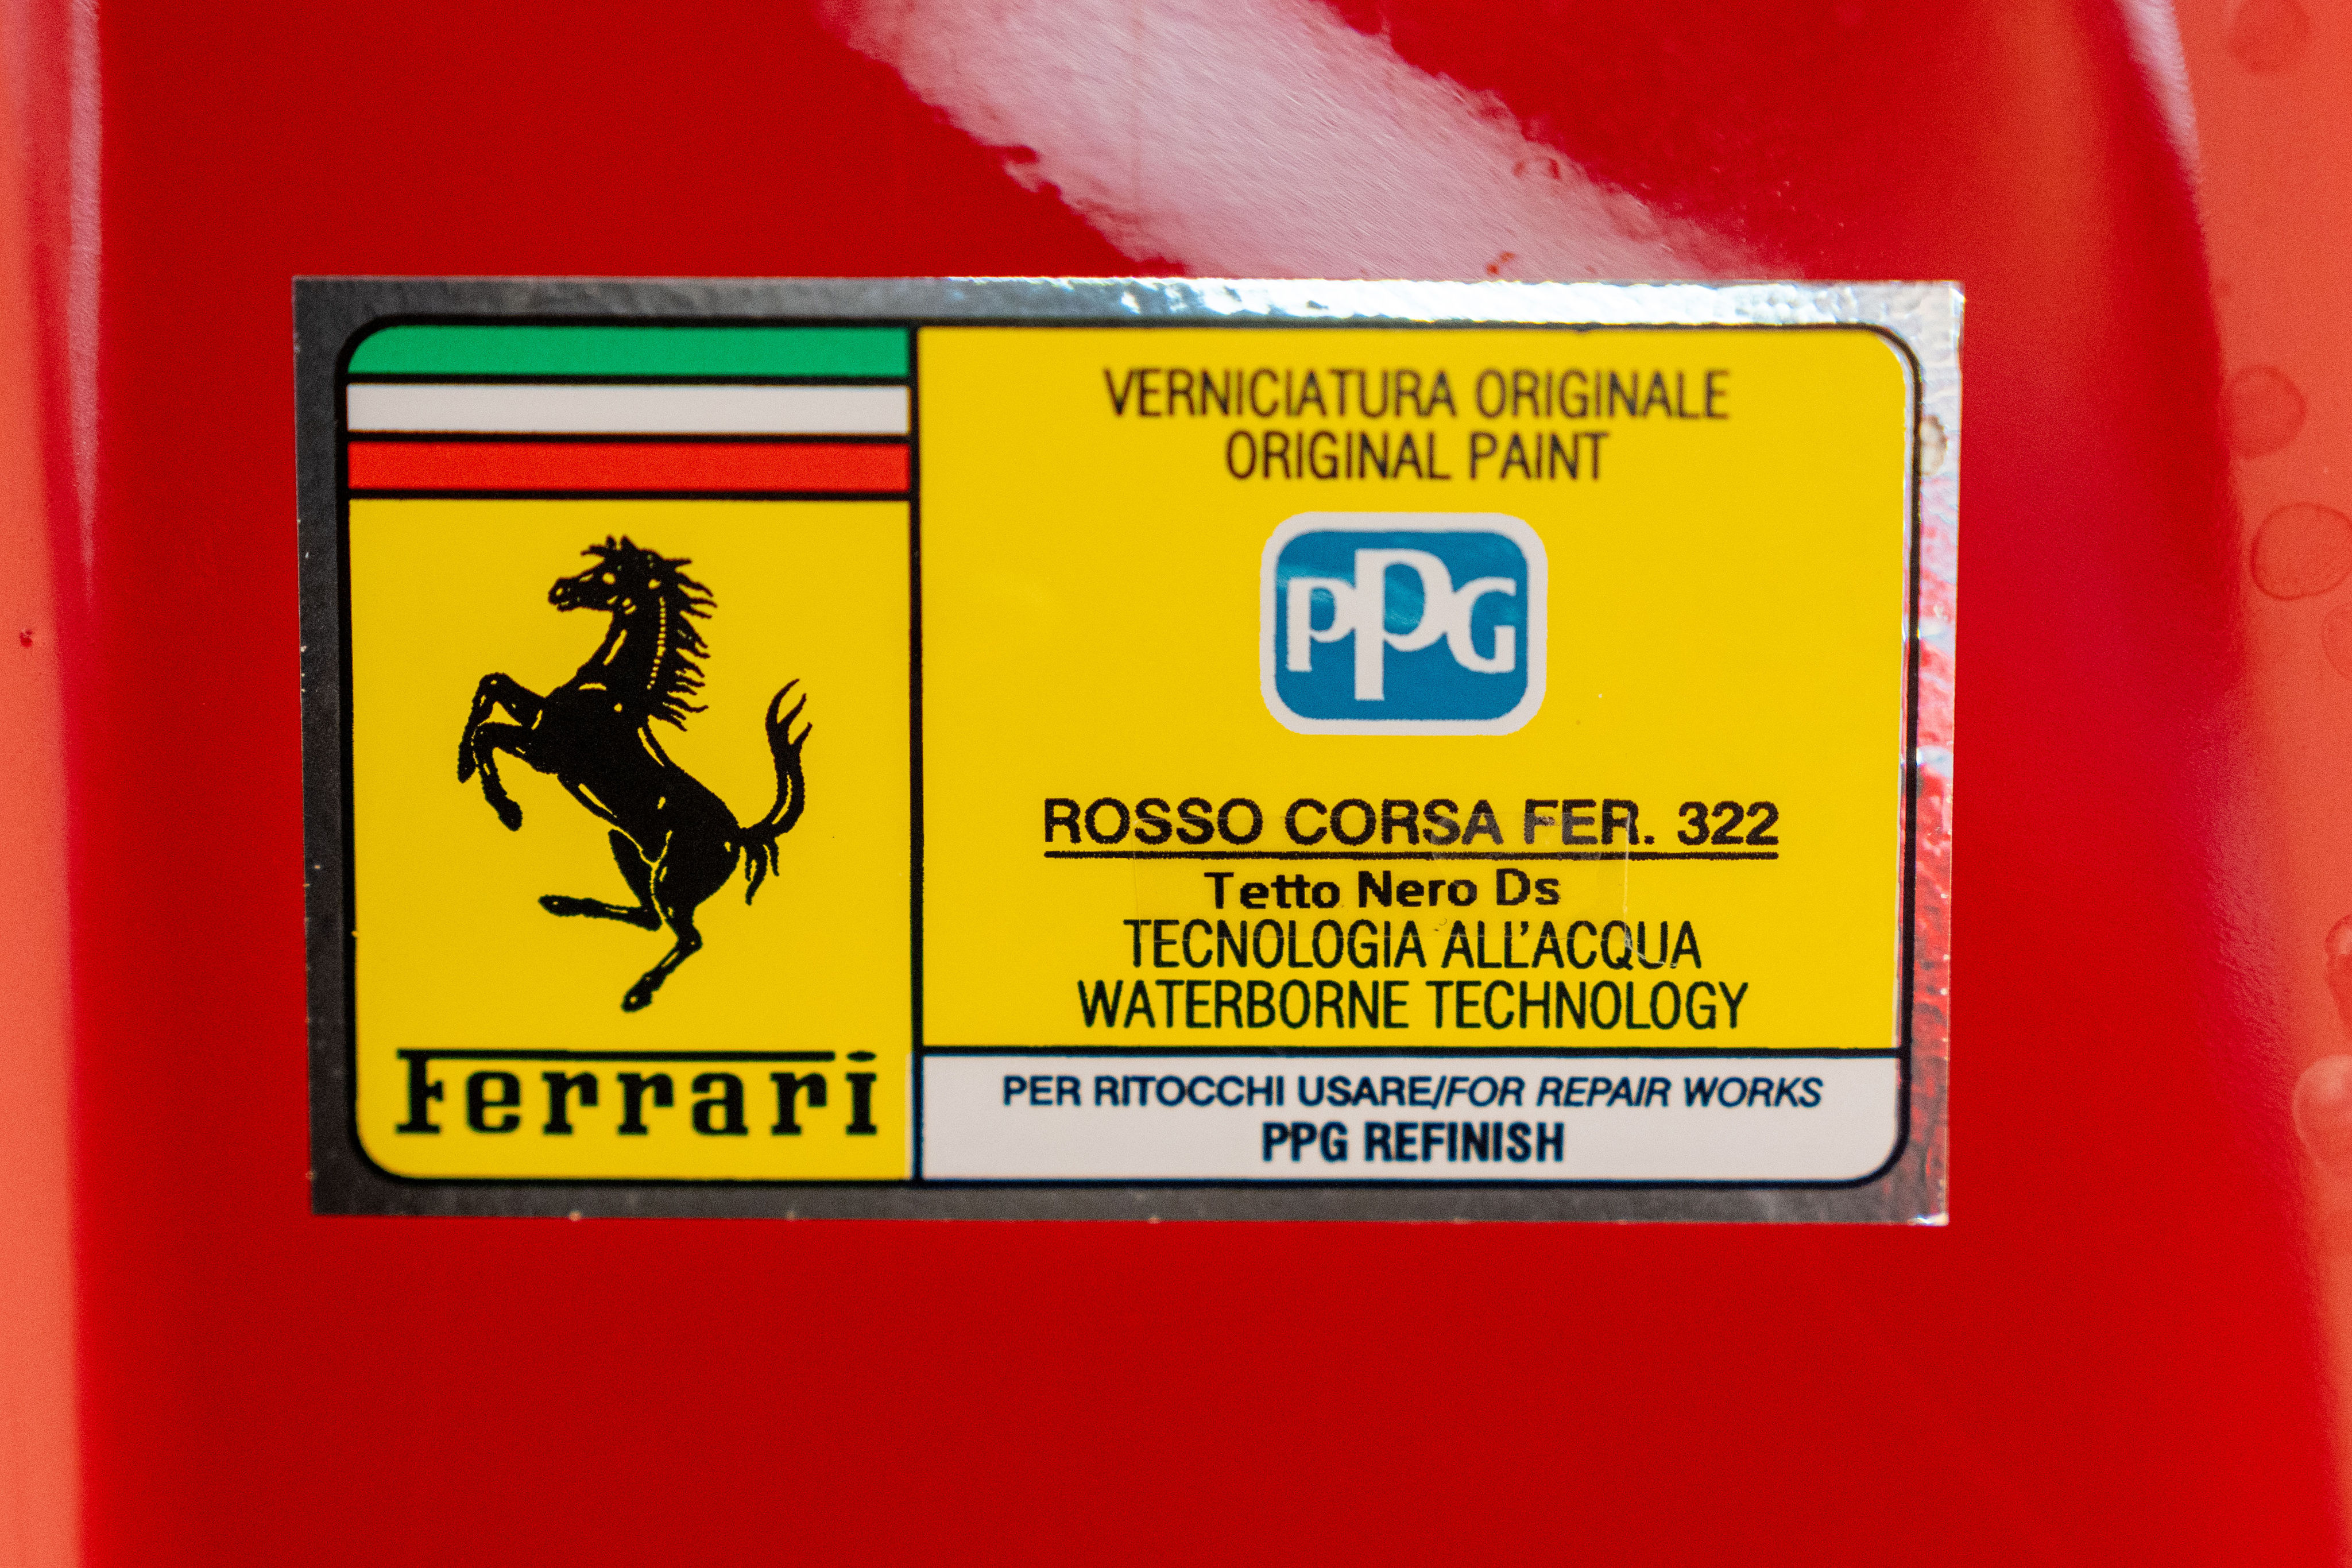 VERNICIATURA ORIGINALE
ORIGINAL PAINT
PPG
ROSSO CORSA FER. 322
Tetto Nero Ds
TECNOLOGIA ALL'ACQUA
WATERBORNE TECHNOLOGY
Ferrari
PER RITOCCHI USARE/FOR REPAIR WORKS
PPG REFINISH